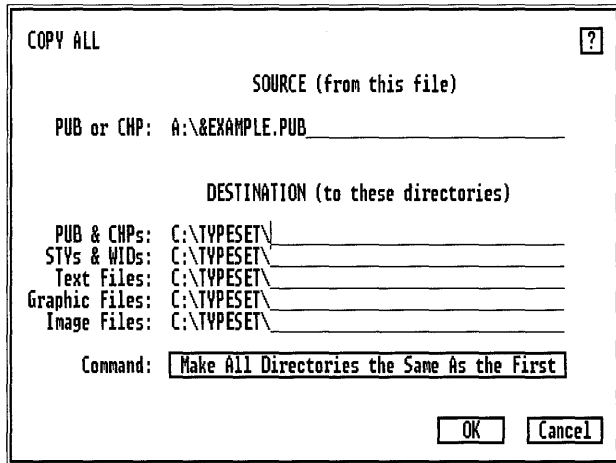 COPY ALL ?
SOURCE (from this file)
PUB or CHP: A:\&EXAMPLE.PUB
DESTINATION (to these directories)
PUB & CHPs: C:\TYPESET\
STYs & WIDs: C:\TYPESET\
Text Files: C:\TYPESET\
Graphic Files: C:\TYPESET\
Image Files: C:\TYPESET\
Command: Make All Directories the Same As the First
OK Cancel